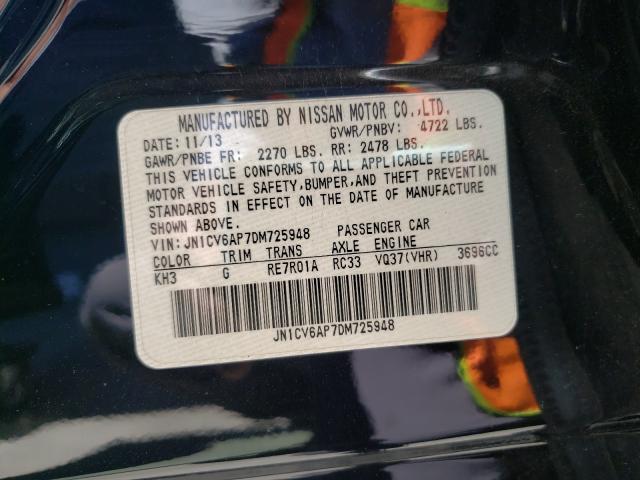 MANUFACTURED BY NISSAN MOTOR CO.,LTD.
DATE: 11/13 GVWR/PNBV: 4722 LBS.
GAWR/PNBE FR: 2270 LBS. RR: 2478 LBS.
THIS VEHICLE CONFORMS TO ALL APPLICABLE FEDERAL
MOTOR VEHICLE SAFETY,BUMPER,AND THEFT PREVENTION
STANDARDS IN EFFECT ON THE DATE OF MANUFACTURE
SHOWN ABOVE.
VIN: JN1CV6AP7DM725948 PASSENGER CAR
COLOR TRIM TRANS AXLE ENGINE
KH3 G RE7R01A RC33 VQ37(VHR) 3696CC
JN1CV6AP7DM725948